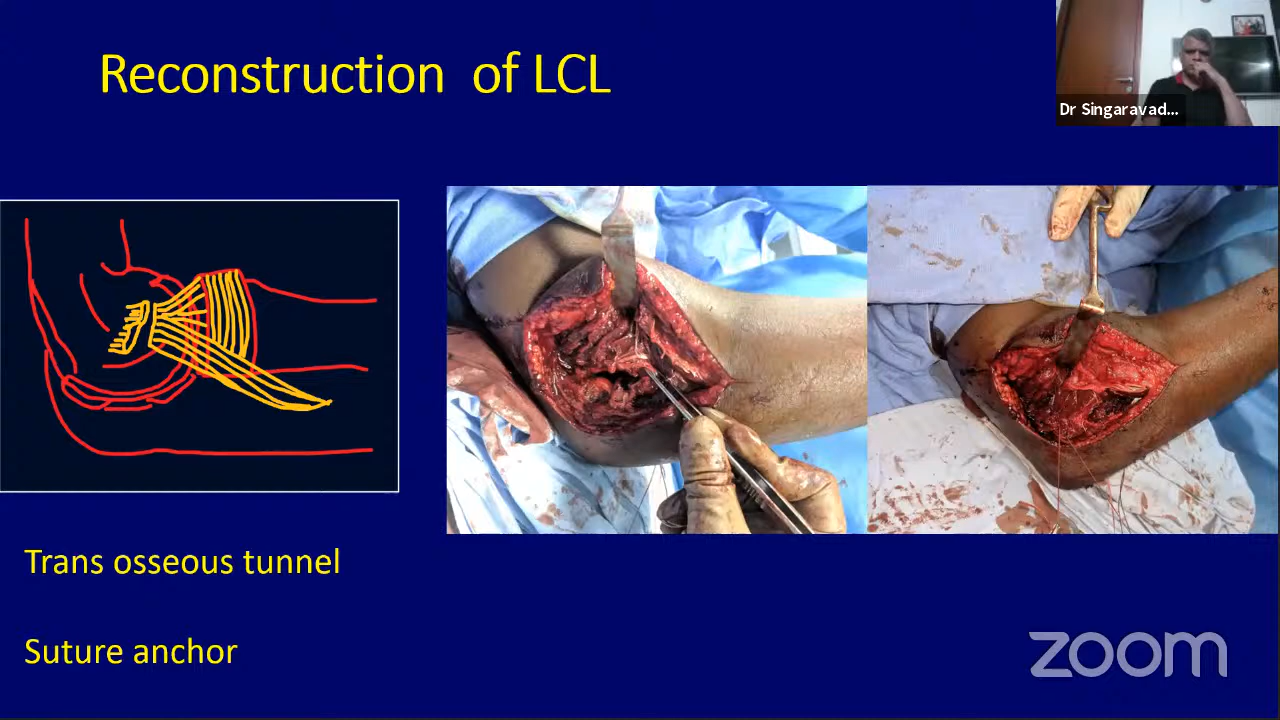 Reconstruction of LCL
Dr Singaravad...
Trans osseous tunnel
Suture anchor
zoom